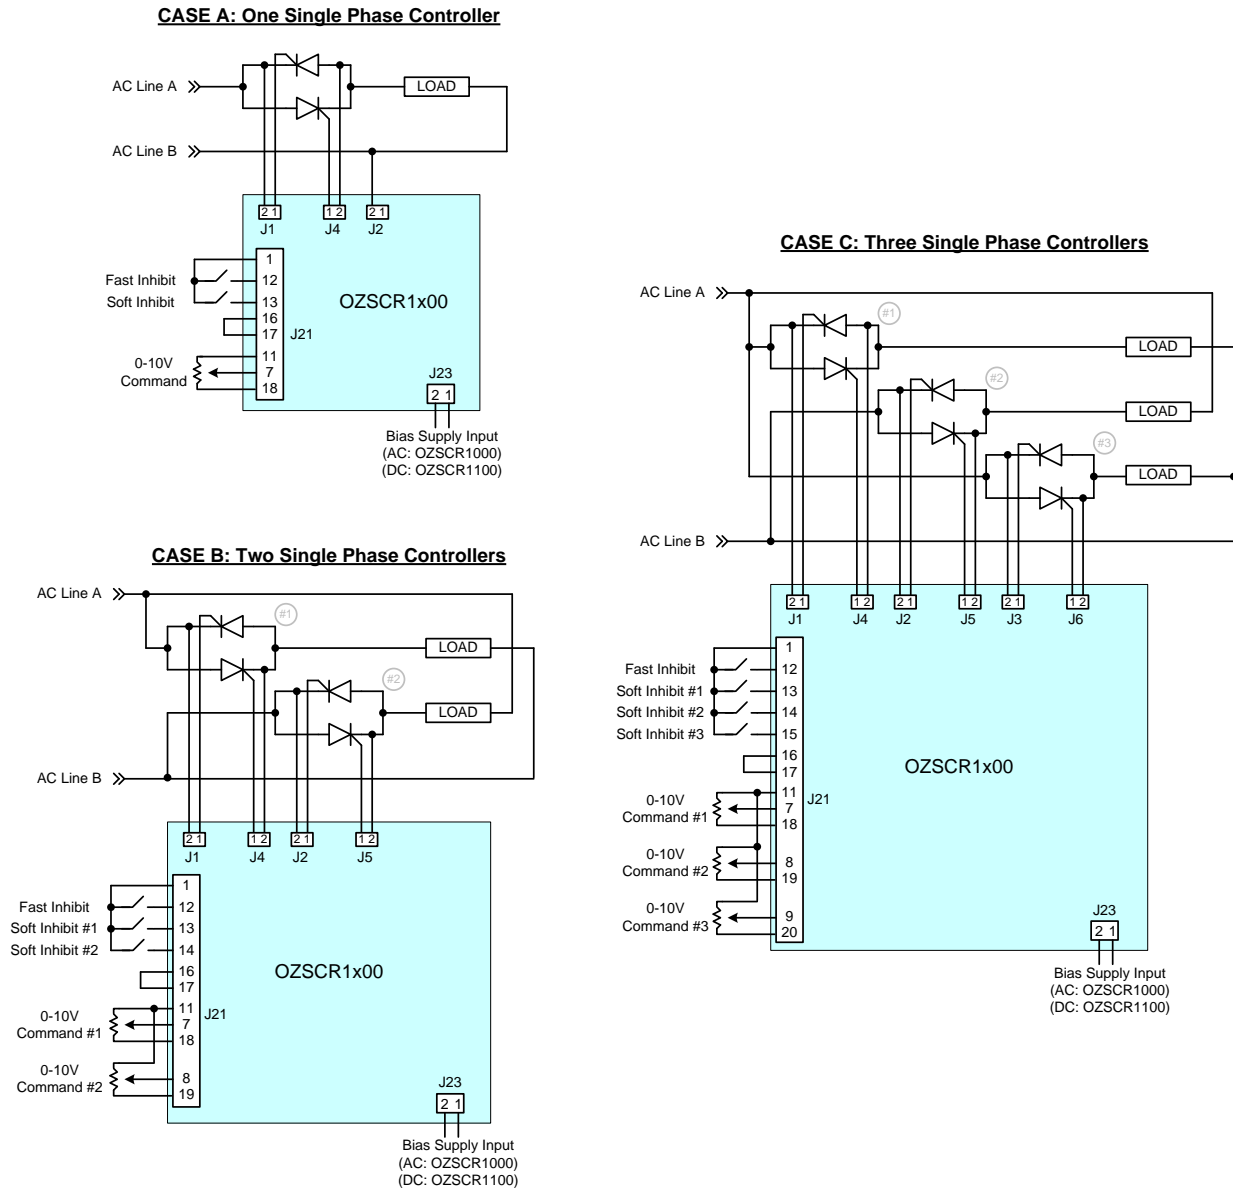 CASE A: One Single Phase Controller
AC Line A
LOAD
AC Line B
2 1
1 2
2 1
J1
J4
J2
1
Fast Inhibit
12
Soft Inhibit
13
OZSCR1x00
16
17
J21
11
0-10V
Command
7
18
J23
2 1
Bias Supply Input
(AC: OZSCR1000)
(DC: OZSCR1100)
CASE B: Two Single Phase Controllers
AC Line A
#1
LOAD
#2
LOAD
AC Line B
2 1
1 2
2 1
1 2
J1
J4
J2
J5
1
Fast Inhibit
12
Soft Inhibit #1
13
Soft Inhibit #2
14
16
17
OZSCR1x00
11
J21
0-10V
Command #1
7
18
0-10V
Command #2
8
19
J23
2 1
Bias Supply Input
(AC: OZSCR1000)
(DC: OZSCR1100)
CASE C: Three Single Phase Controllers
AC Line A
#1
LOAD
#2
LOAD
#3
LOAD
AC Line B
2 1
1 2
2 1
1 2
2 1
1 2
J1
J4
J2
J5
J3
J6
1
Fast Inhibit
12
Soft Inhibit #1
13
Soft Inhibit #2
14
Soft Inhibit #3
15
16
17
OZSCR1x00
11
J21
0-10V
Command #1
7
18
0-10V
Command #2
8
19
0-10V
Command #3
9
20
J23
2 1
Bias Supply Input
(AC: OZSCR1000)
(DC: OZSCR1100)